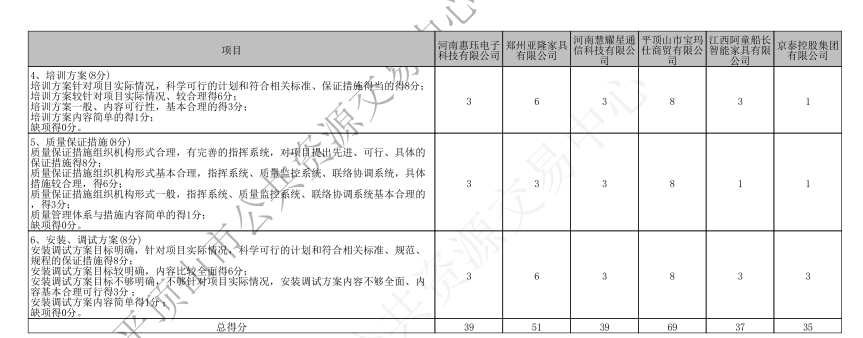 项目
河南惠珏电子
科技有限公司
郑州亚隆家具
有限公司
河南慧耀星通
信科技有限公
司
平顶山市宝玛
仕商贸有限公
司
江西阿童船长
智能家具有限
公司
京泰控股集团
有限公司
4、培训方案(8分)
培训方案针对项目实际情况，科学可行的计划和符合相关标准、保证措施得当的得8分；
培训方案较针对项目实际情况、较合理得6分；
培训方案一般、内容可行性，基本合理的得3分；
培训方案内容简单的得1分；
缺项得0分。
3 6 3 8 3 1
5、质量保证措施(8分)
质量保证措施组织机构形式合理，有完善的指挥系统，对项目提出先进、可行、具体的
保证措施得8分；
质量保证措施组织机构形式基本合理，指挥系统、质量监控系统、联络协调系统，具体
措施较合理，得6分；
质量保证措施组织机构形式一般，指挥系统、质量监控系统、联络协调系统基本合理的
，得3分；
质量管理体系与措施内容简单的得1分；
缺项得0分。
3 3 3 8 1 1
6、安装、调试方案(8分)
安装调试方案目标明确，针对项目实际情况、科学可行的计划和符合相关标准、规范、
规程的保证措施得8分；
安装调试方案目标较明确，内容比较全面得6分；
安装调试方案目标不够明确，不够针对项目实际情况，安装调试方案内容不够全面、内
容基本合理可行得3分；
安装调试方案内容简单得1分；
缺项得0分。
3 6 3 8 3 3
总得分 39 51 39 69 37 35
平顶山市公共资源交易中心
公共资源交易中心